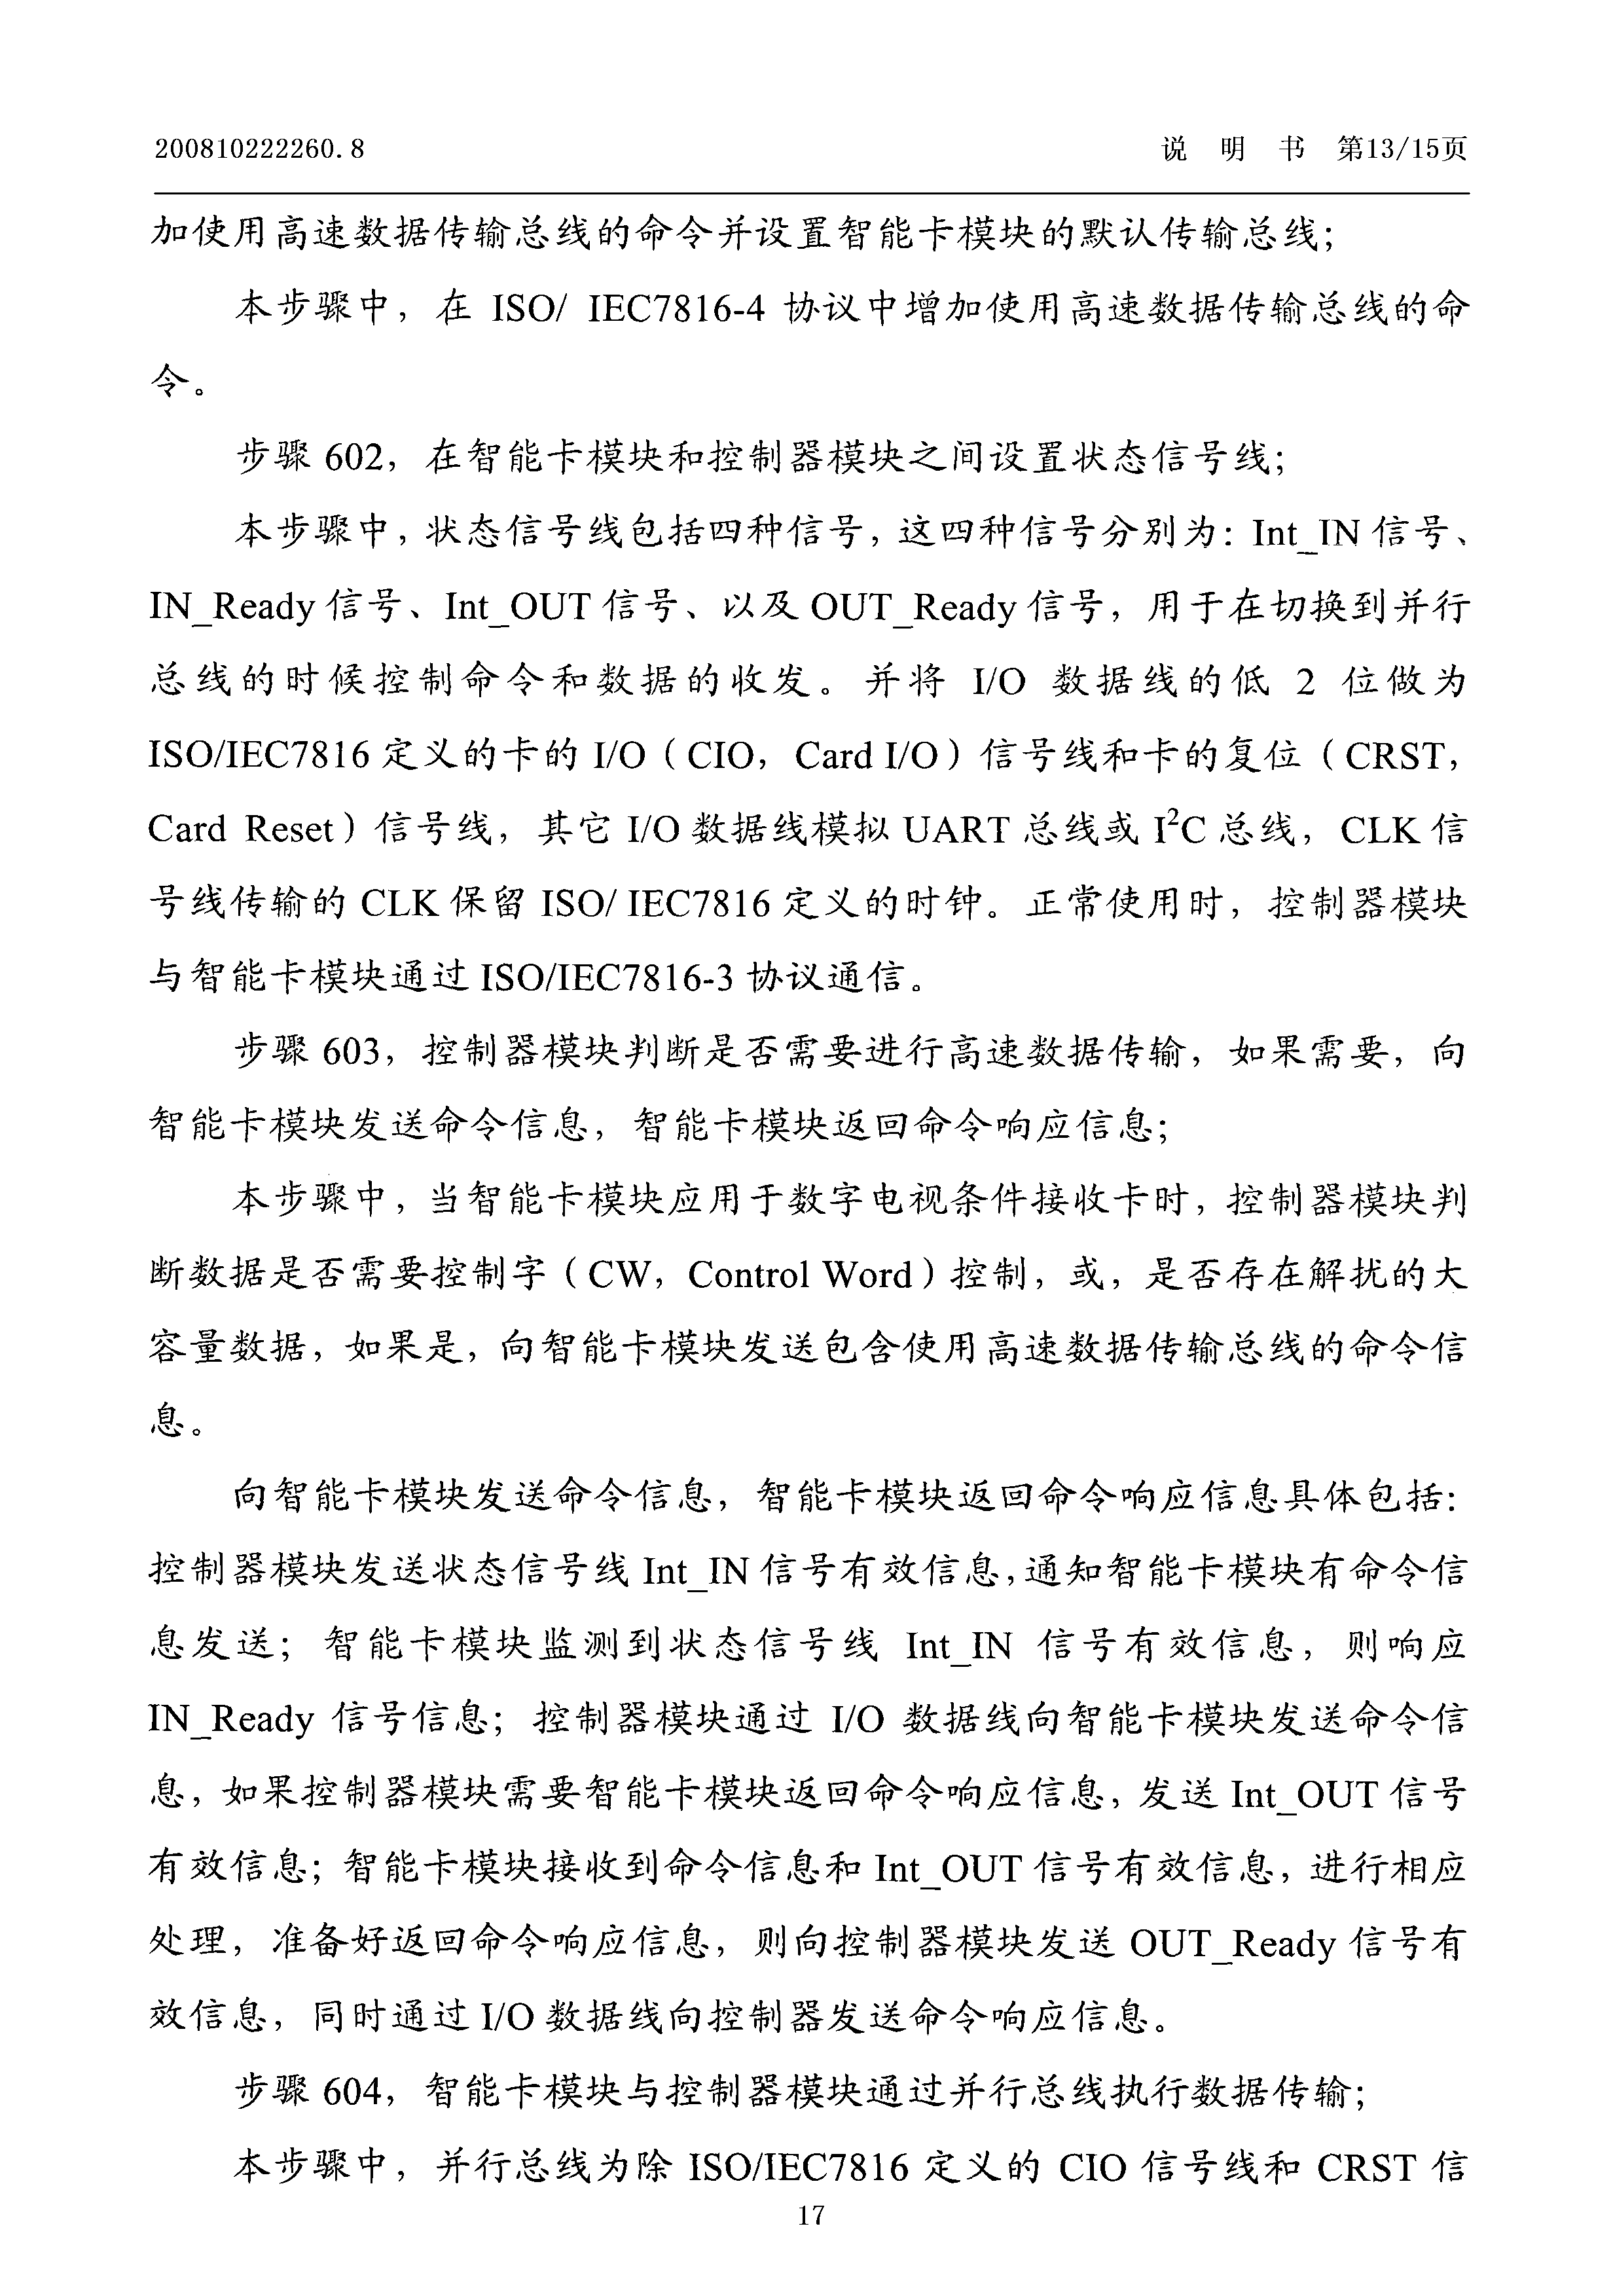 200810222260.8 说 明 书 第13/15页
加使用高速数据传输总线的命令并设置智能卡模块的默认传输总线；
本步骤中，在 ISO/ IEC7816-4 协议中增加使用高速数据传输总线的命
令。
步骤 602，在智能卡模块和控制器模块之间设置状态信号线；
本步骤中，状态信号线包括四种信号，这四种信号分别为：Int_IN 信号、
IN_Ready 信号、Int_OUT 信号、以及 OUT_Ready 信号，用于在切换到并行
总线的时候控制命令和数据的收发。并将 I/O 数据线的低 2 位做为
ISO/IEC7816 定义的卡的 I/O（CIO，Card I/O）信号线和卡的复位（CRST，
Card Reset）信号线，其它 I/O 数据线模拟 UART 总线或 I²C 总线，CLK 信
号线传输的 CLK 保留 ISO/ IEC7816 定义的时钟。正常使用时，控制器模块
与智能卡模块通过 ISO/IEC7816-3 协议通信。
步骤 603，控制器模块判断是否需要进行高速数据传输，如果需要，向
智能卡模块发送命令信息，智能卡模块返回命令响应信息；
本步骤中，当智能卡模块应用于数字电视条件接收卡时，控制器模块判
断数据是否需要控制字（CW，Control Word）控制，或，是否存在解扰的大
容量数据，如果是，向智能卡模块发送包含使用高速数据传输总线的命令信
息。
向智能卡模块发送命令信息，智能卡模块返回命令响应信息具体包括：
控制器模块发送状态信号线 Int_IN 信号有效信息，通知智能卡模块有命令信
息发送；智能卡模块监测到状态信号线 Int_IN 信号有效信息，则响应
IN_Ready 信号信息；控制器模块通过 I/O 数据线向智能卡模块发送命令信
息，如果控制器模块需要智能卡模块返回命令响应信息，发送 Int_OUT 信号
有效信息；智能卡模块接收到命令信息和 Int_OUT 信号有效信息，进行相应
处理，准备好返回命令响应信息，则向控制器模块发送 OUT_Ready 信号有
效信息，同时通过 I/O 数据线向控制器发送命令响应信息。
步骤 604，智能卡模块与控制器模块通过并行总线执行数据传输；
本步骤中，并行总线为除 ISO/IEC7816 定义的 CIO 信号线和 CRST 信
17